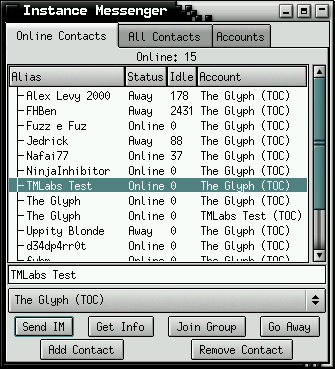 Instance Messenger
Online Contacts All Contacts Accounts
Online: 15
Alias Status Idle Account
Alex Levy 2000 Away 178 The Glyph (TOC)
FHBen Away 2431 The Glyph (TOC)
Fuzz e Fuz Online 0 The Glyph (TOC)
Jedrick Away 88 The Glyph (TOC)
Nafai77 Online 37 The Glyph (TOC)
NinjaInhibitor Online 0 The Glyph (TOC)
TMLabs Test Online 0 The Glyph (TOC)
The Glyph Online 0 The Glyph (TOC)
The Glyph Online 0 TMLabs Test (TOC)
Uppity Blonde Away 0 The Glyph (TOC)
d34dp4rr0t Online 0 The Glyph (TOC)
Online 0 The Glyph (TOC)
TMLabs Test
The Glyph (TOC)
Send IM Get Info Join Group Go Away
Add Contact Remove Contact